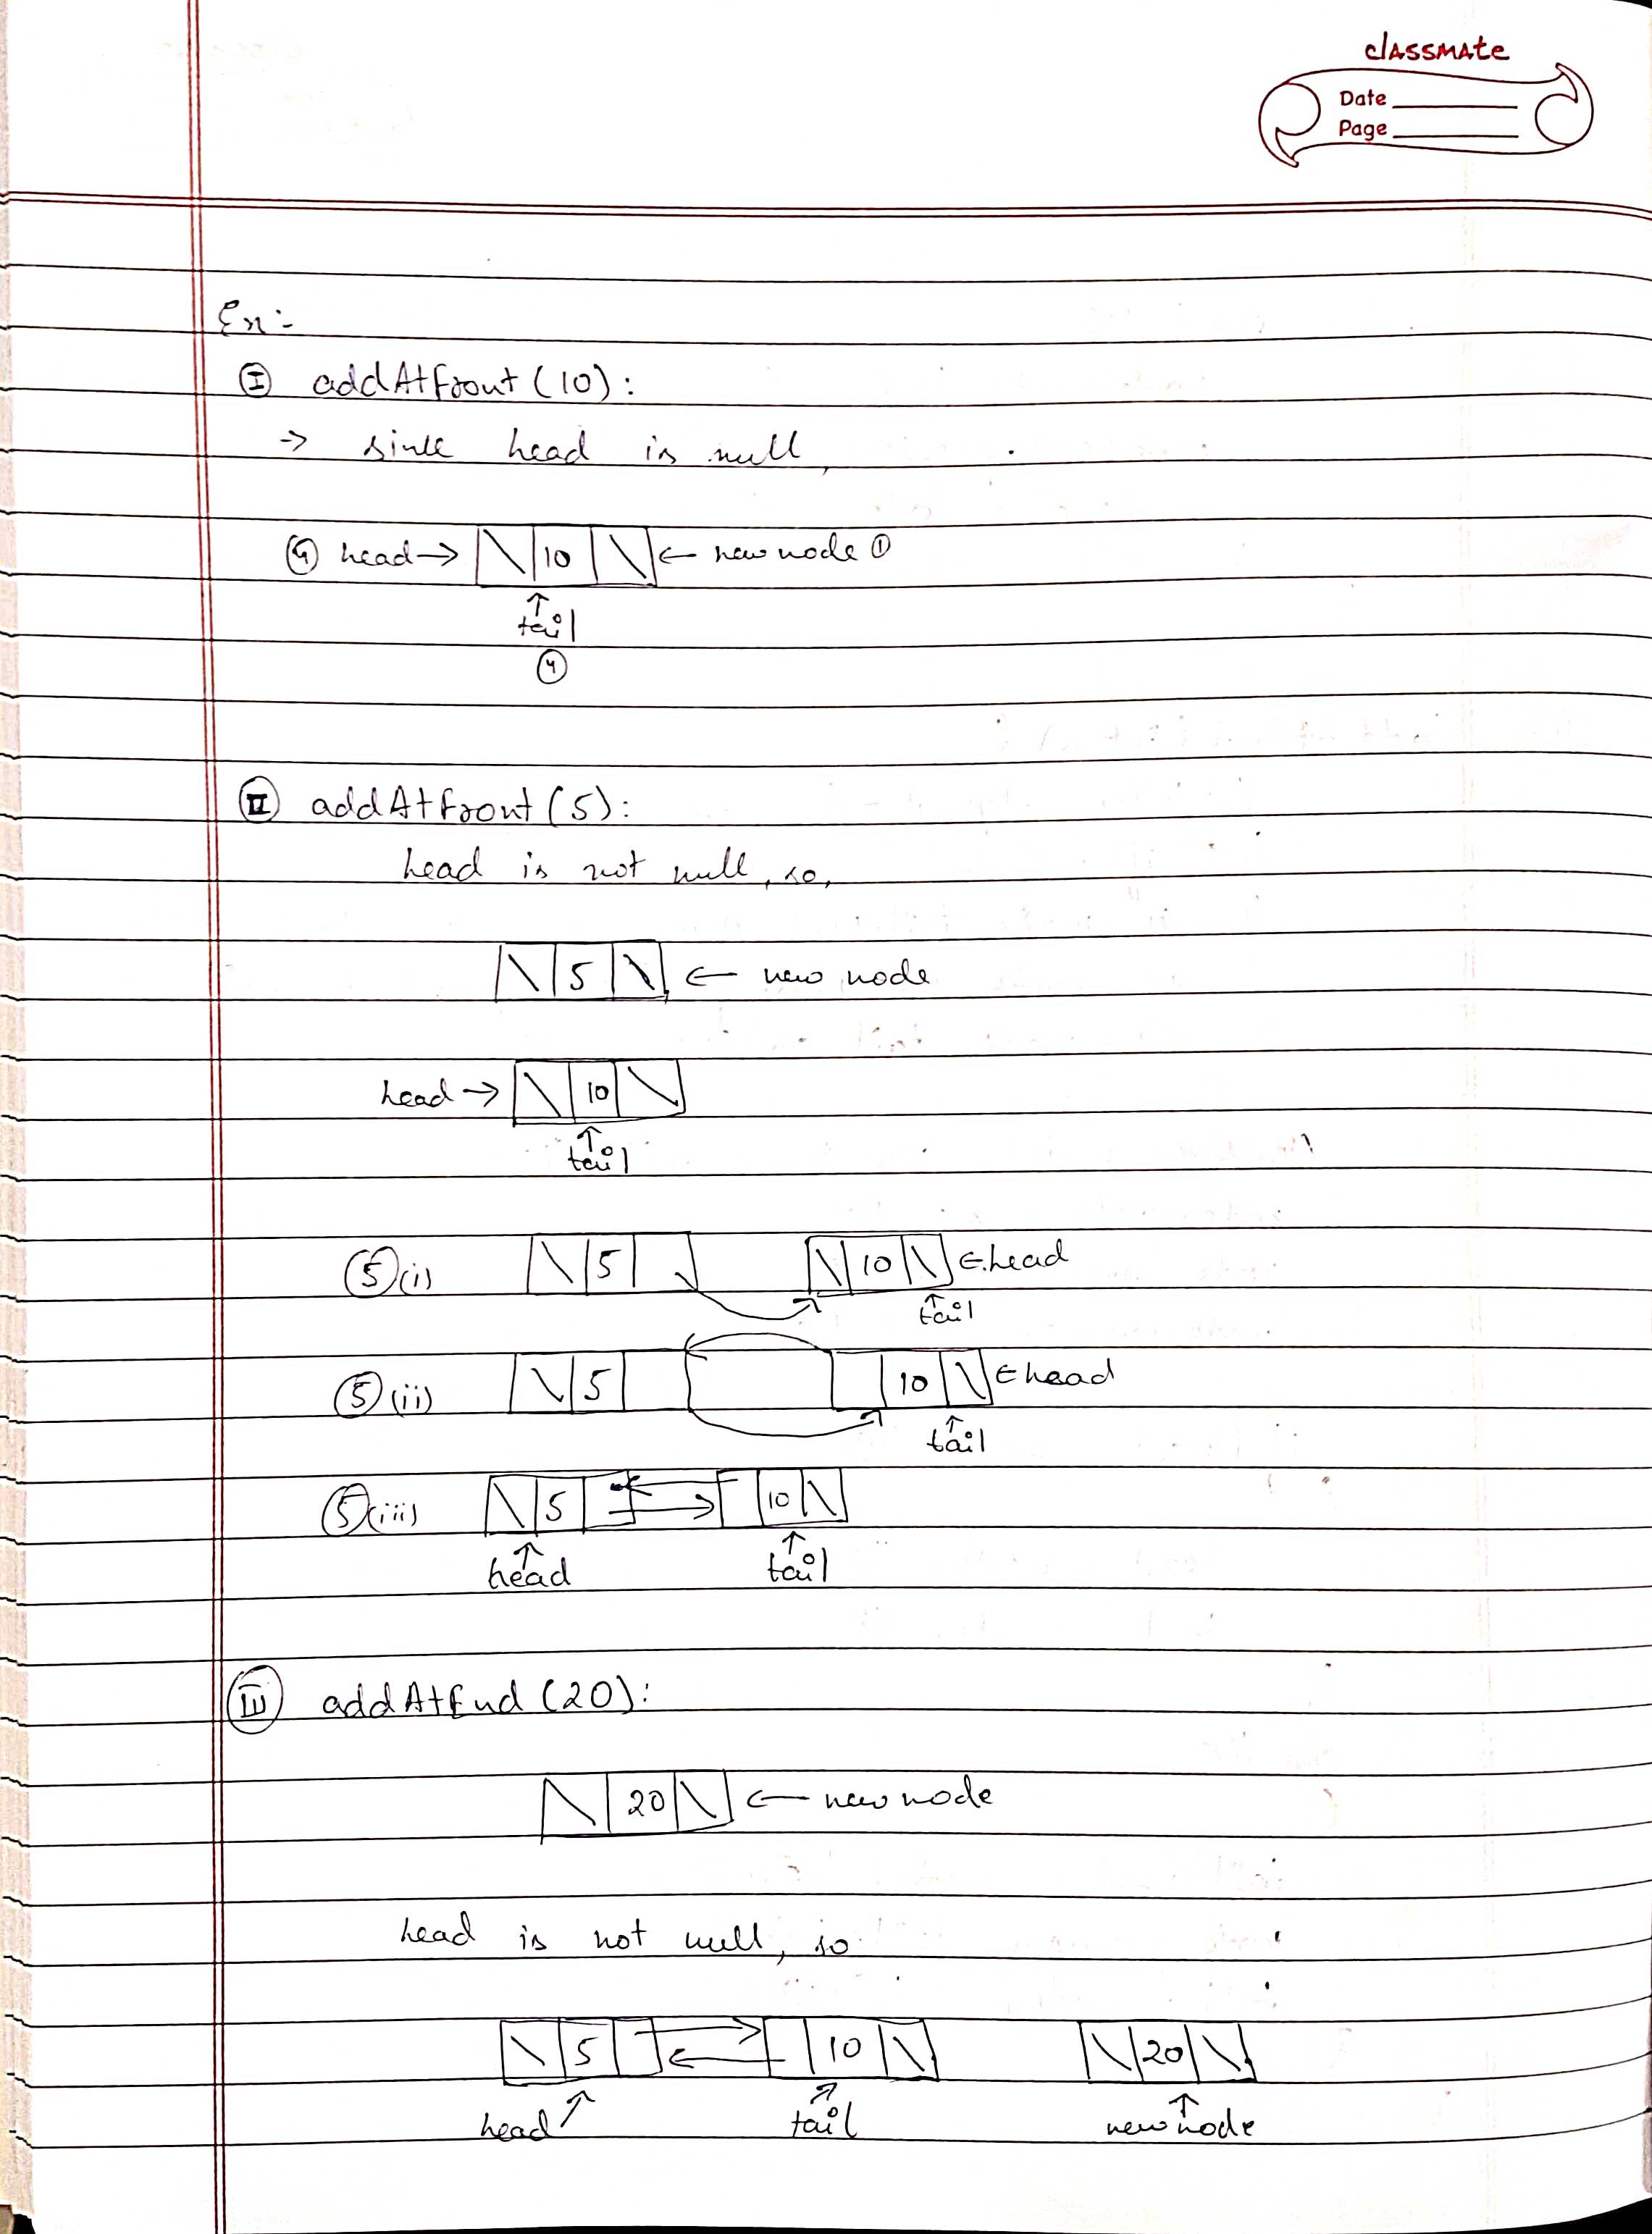 classmate
Date
Page
Ex:-
I addAtfront (10):
→ since head is null,
4 head → \ 10 \ ← new node 1
↑
tail
4
II addAtfront (5):
head is not null, so,
\ 5 \ ← new node
head → \ 10 \
↑
tail
5 (i) \ 5 \ 10 \ ← head
↑
tail
5 (ii) \ 5 10 \ ← head
↑
tail
5 (iii) \ 5 10 \
↑ ↑
head tail
III addAtEnd (20):
\ 20 \ ← new node
head is not null, so
\ 5 10 \ \ 20 \
↑ ↑ ↑
head tail new node